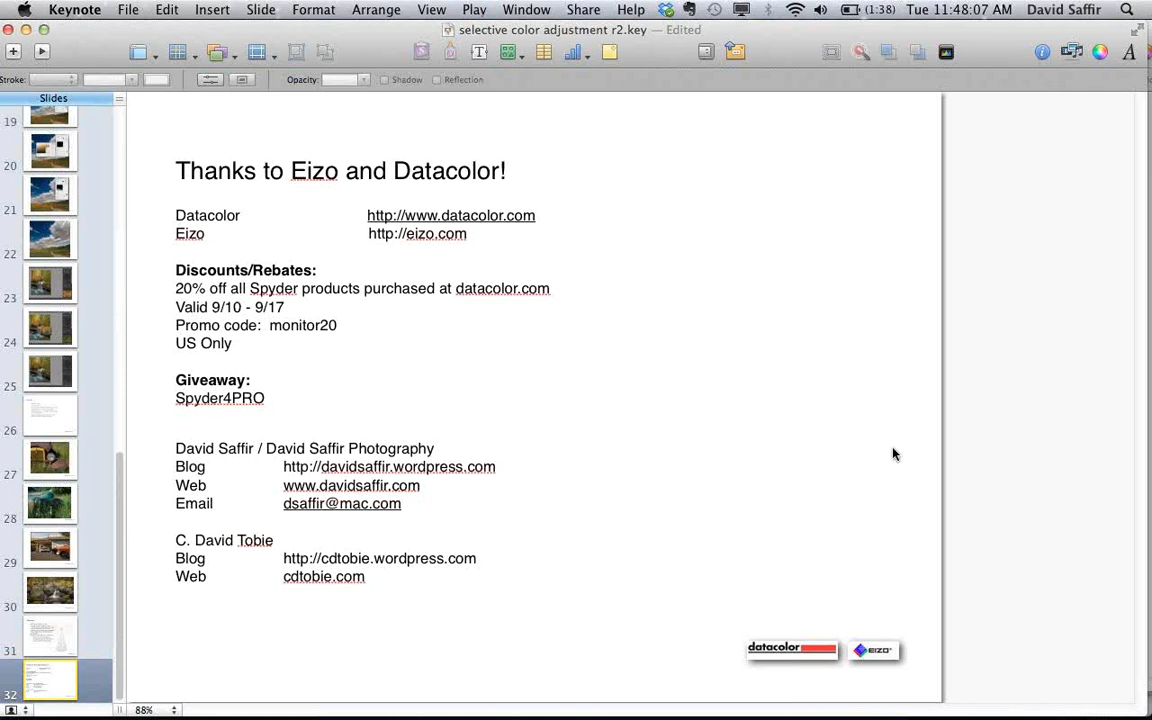 Keynote File Edit Insert Slide Format Arrange View Play Window Share Help (1:38) Tue 11:48:07 AM David Saffir
selective color adjustment r2.key — Edited
Stroke: Opacity: Shadow Reflection
Slides
Thanks to Eizo and Datacolor!
Datacolor http://www.datacolor.com
Eizo http://eizo.com
Discounts/Rebates:
20% off all Spyder products purchased at datacolor.com
Valid 9/10 - 9/17
Promo code: monitor20
US Only
Giveaway:
Spyder4PRO
David Saffir / David Saffir Photography
Blog http://davidsaffir.wordpress.com
Web www.davidsaffir.com
Email dsaffir@mac.com
C. David Tobie
Blog http://cdtobie.wordpress.com
Web cdtobie.com
datacolor EIZO
19
20
21
22
23
24
25
26
27
28
29
30
31
32
88%